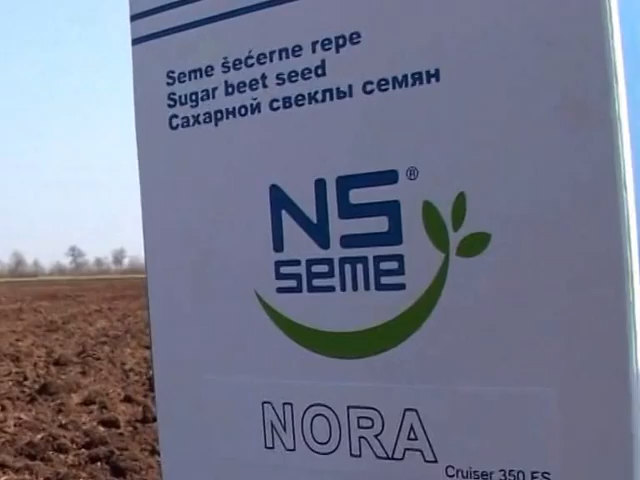 Seme šećerne repe
Sugar beet seed
Сахарной свеклы семян
NS®
seme
NORA
Cruiser 350 FS